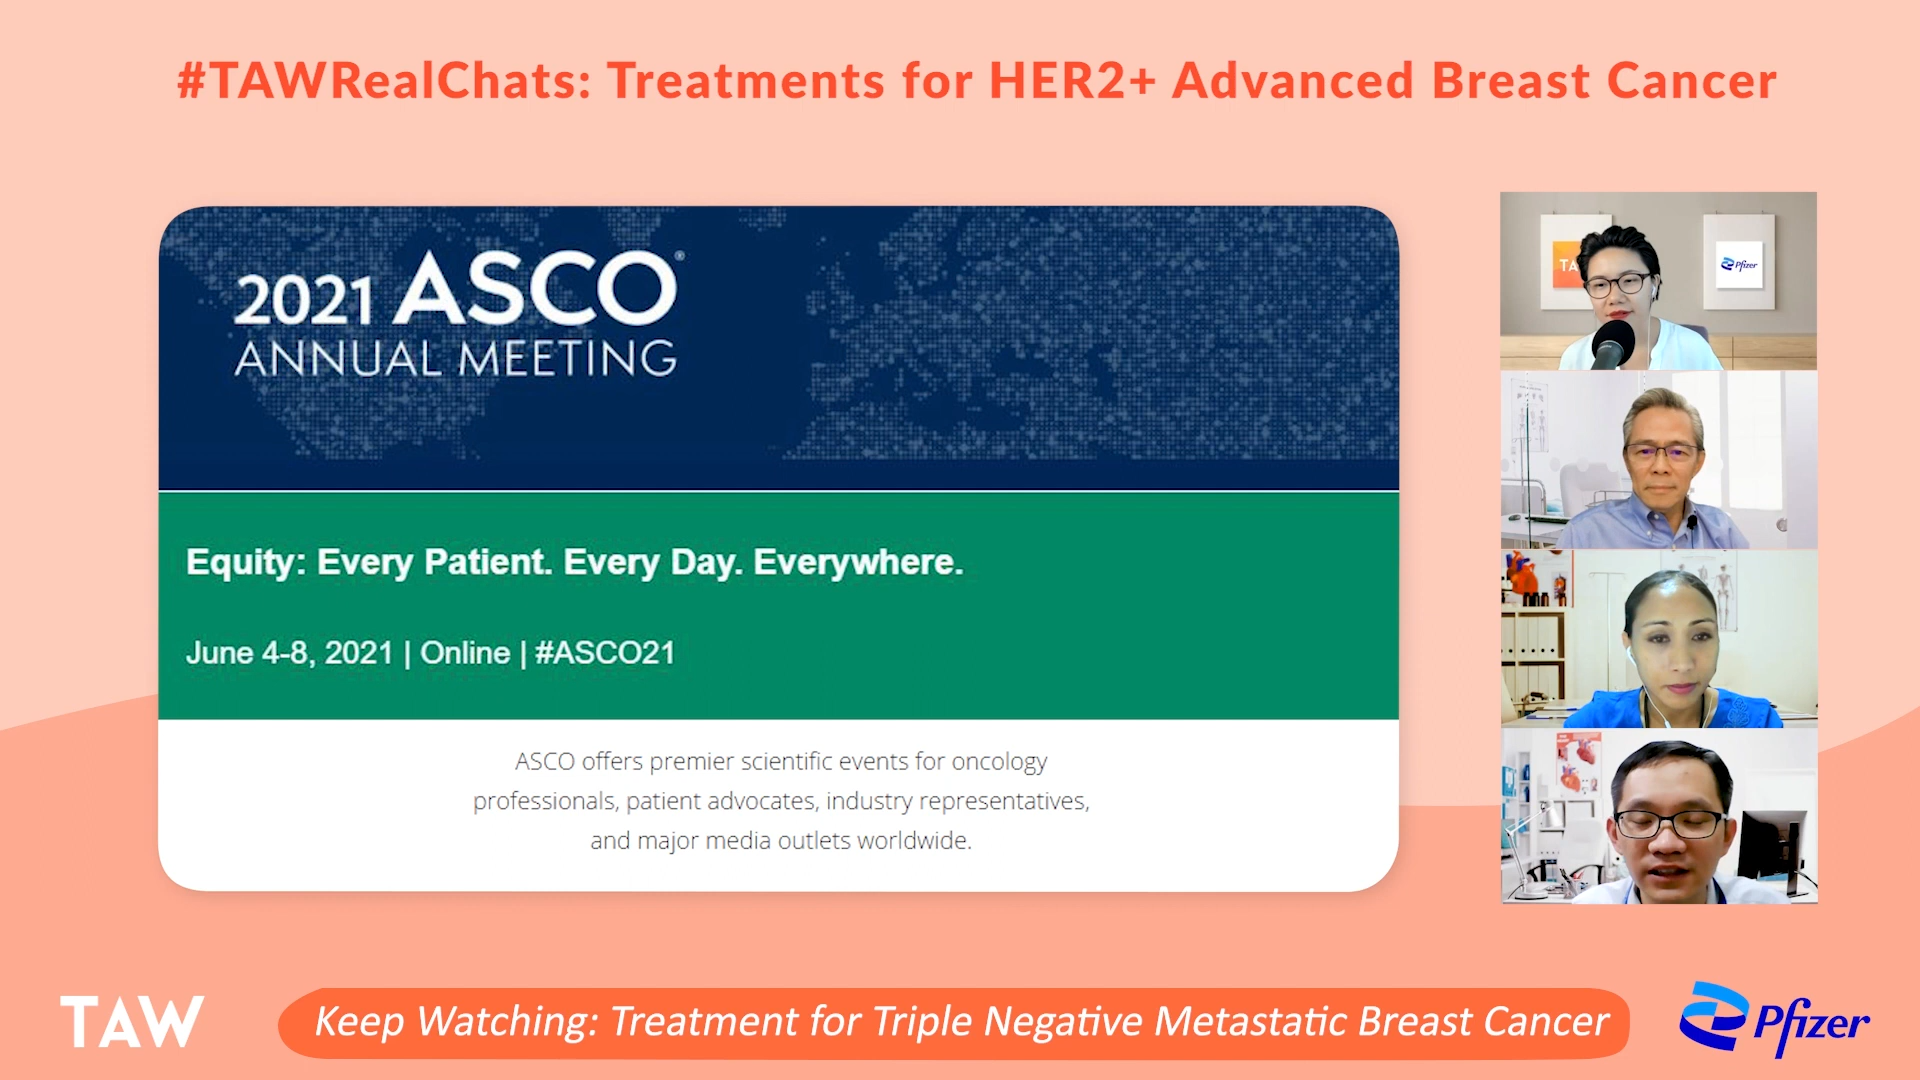 #TAWRealChats: Treatments for HER2+ Advanced Breast Cancer
2021 ASCO®
ANNUAL MEETING
Equity: Every Patient. Every Day. Everywhere.
June 4-8, 2021 | Online | #ASCO21
ASCO offers premier scientific events for oncology
professionals, patient advocates, industry representatives,
and major media outlets worldwide.
TA
Pfizer
TAW
Keep Watching: Treatment for Triple Negative Metastatic Breast Cancer
Pfizer